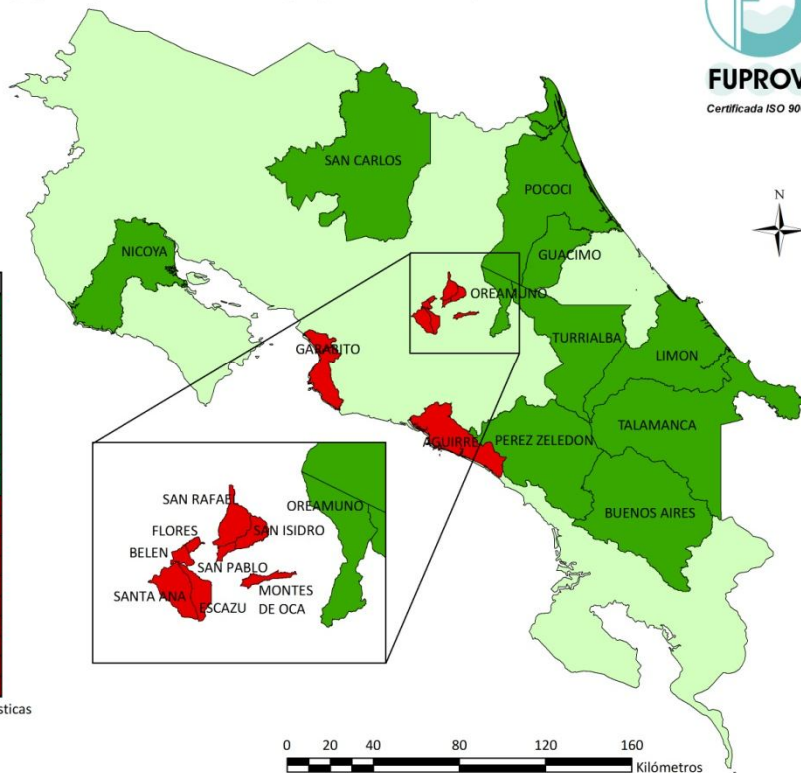 FUPROV
Certificada ISO 90
N
SAN CARLOS
POCOCI
NICOYA
GUACIMO
OREAMUNO
GARABITO
TURRIALBA
LIMON
AGUIRRE
PEREZ ZELEDON
TALAMANCA
BUENOS AIRES
SAN RAFAEL
OREAMUNO
FLORES
SAN ISIDRO
BELEN
SAN PABLO
SANTA ANA
ESCAZU
MONTES
DE OCA
sticas
0 20 40 80 120 160
Kilómetros